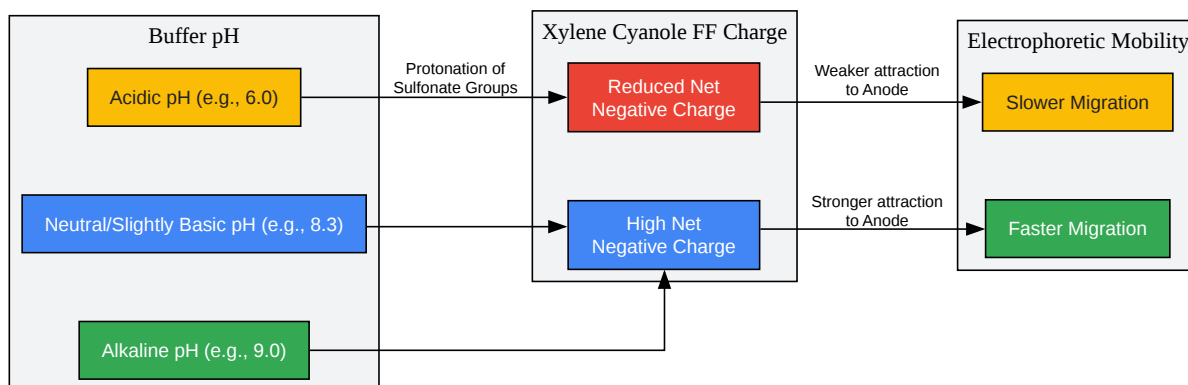 Buffer pH
Acidic pH (e.g., 6.0)
Neutral/Slightly Basic pH (e.g., 8.3)
Alkaline pH (e.g., 9.0)
Protonation of
Sulfonate Groups
Xylene Cyanole FF Charge
Reduced Net
Negative Charge
High Net
Negative Charge
Weaker attraction
to Anode
Stronger attraction
to Anode
Electrophoretic Mobility
Slower Migration
Faster Migration